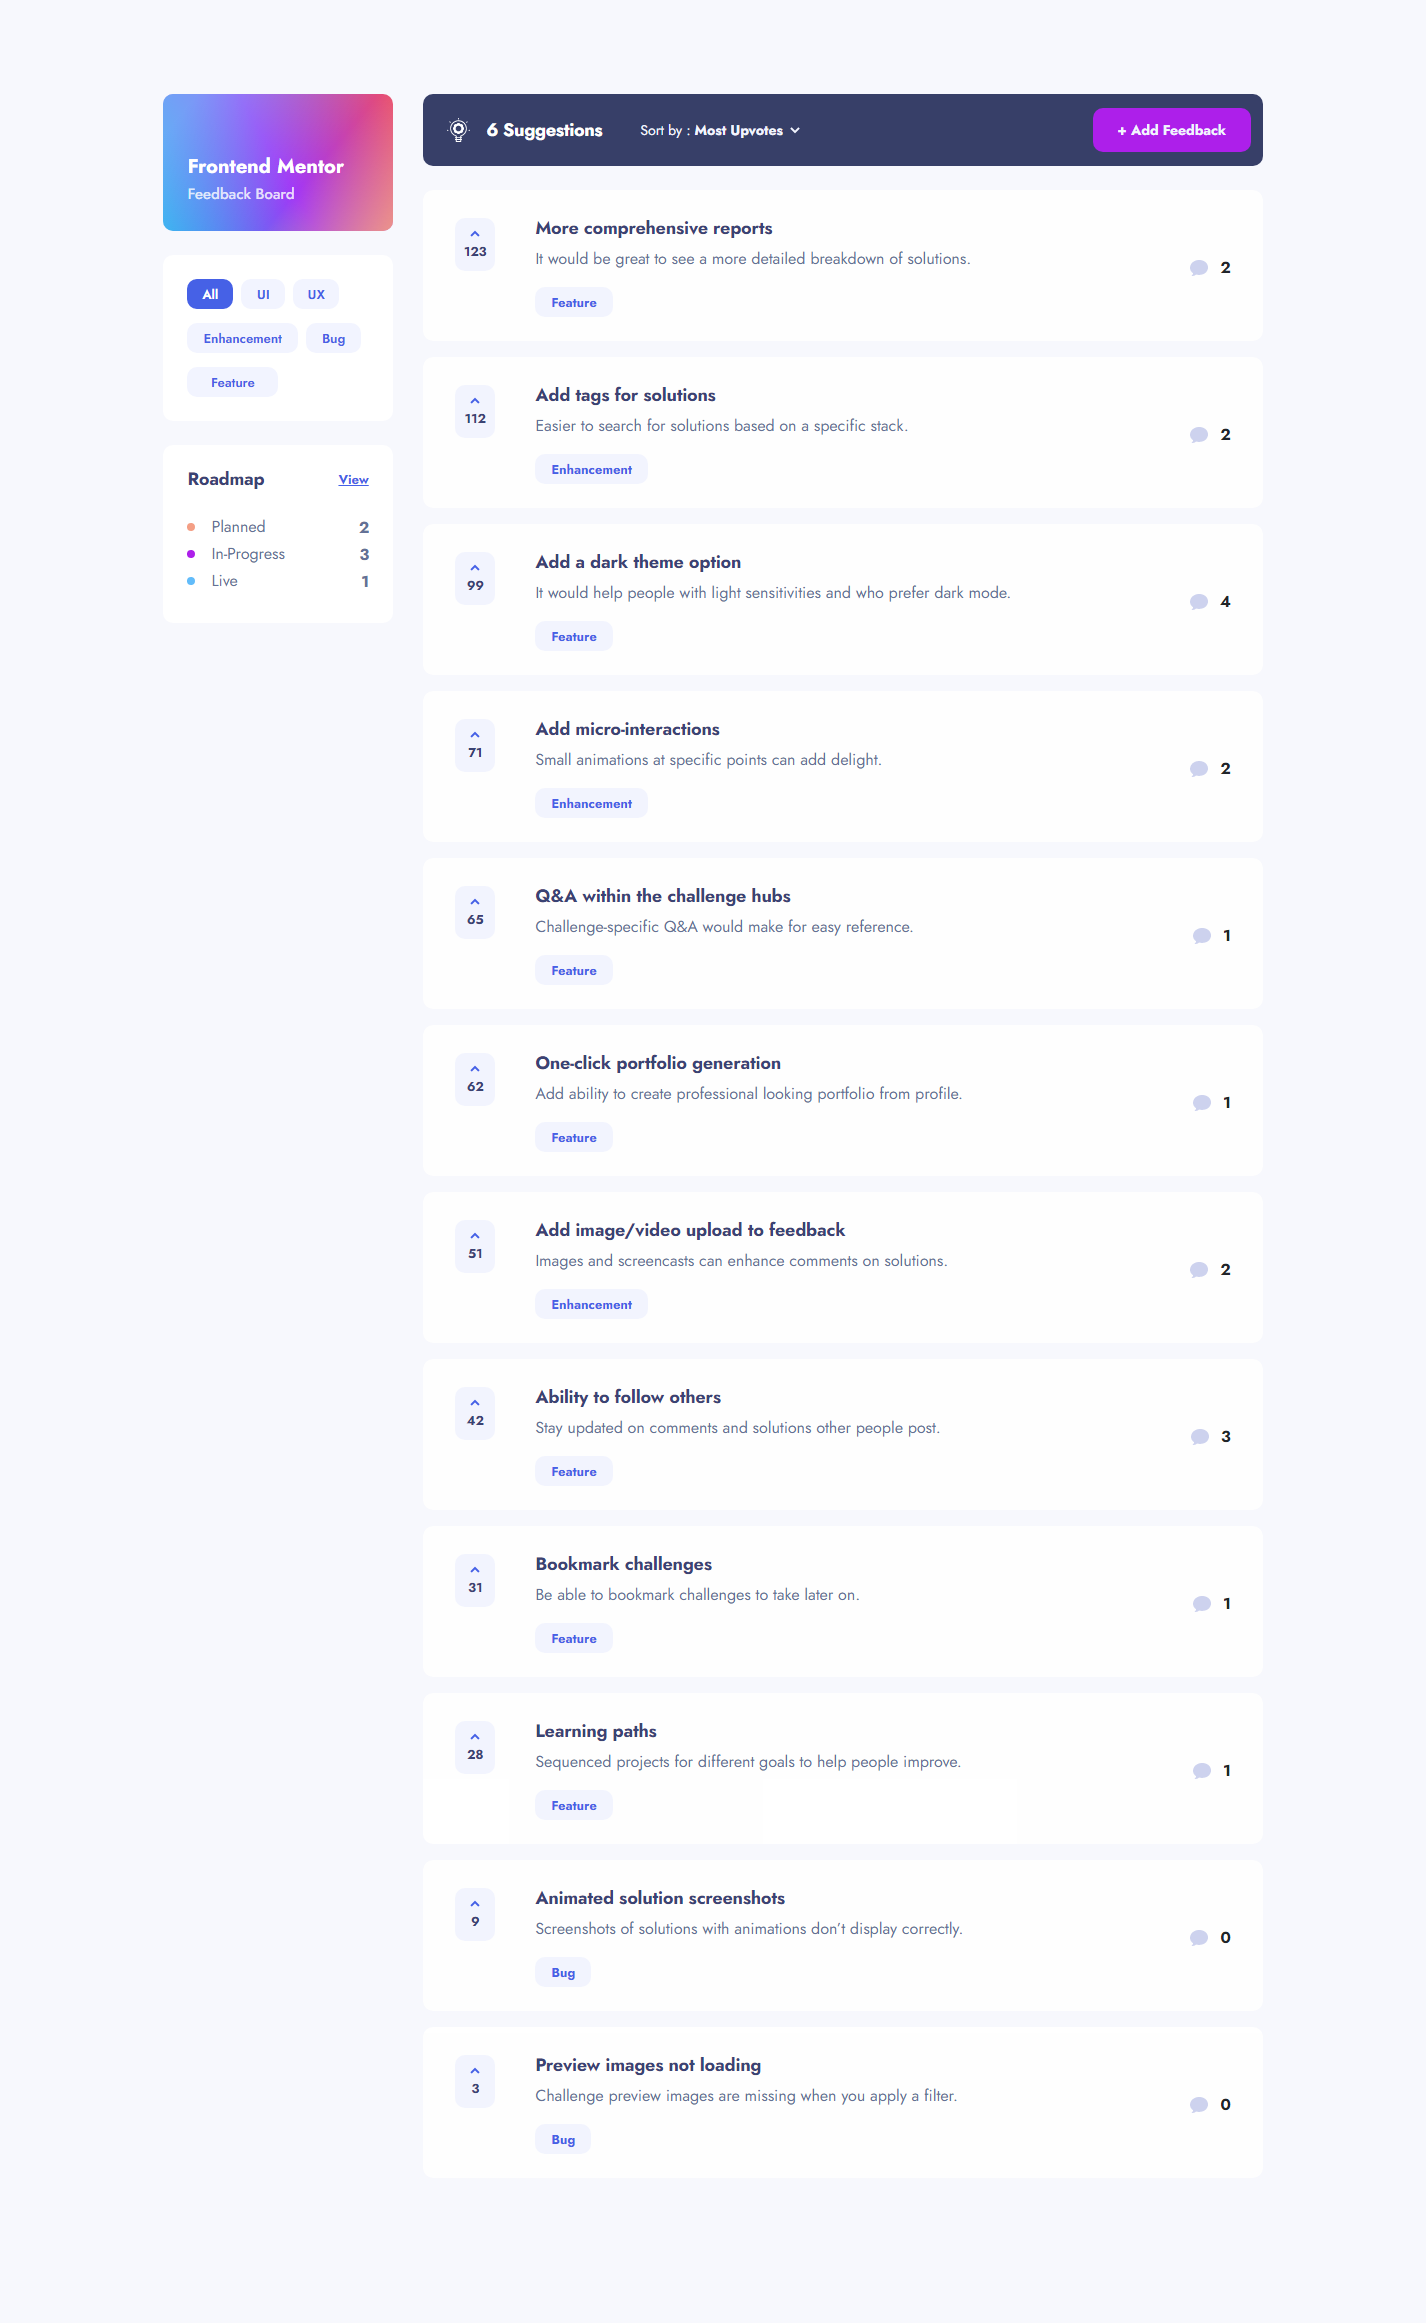 Frontend Mentor
Feedback Board
All UI UX
Enhancement Bug
Feature
Roadmap View
Planned 2
In-Progress 3
Live 1
6 Suggestions Sort by : Most Upvotes + Add Feedback
More comprehensive reports
123
It would be great to see a more detailed breakdown of solutions.
2
Feature
Add tags for solutions
112
Easier to search for solutions based on a specific stack.
2
Enhancement
Add a dark theme option
99
It would help people with light sensitivities and who prefer dark mode.
4
Feature
Add micro-interactions
71
Small animations at specific points can add delight.
2
Enhancement
Q&A within the challenge hubs
65
Challenge-specific Q&A would make for easy reference.
1
Feature
One-click portfolio generation
62
Add ability to create professional looking portfolio from profile.
1
Feature
Add image/video upload to feedback
51
Images and screencasts can enhance comments on solutions.
2
Enhancement
Ability to follow others
42
Stay updated on comments and solutions other people post.
3
Feature
Bookmark challenges
31
Be able to bookmark challenges to take later on.
1
Feature
Learning paths
28
Sequenced projects for different goals to help people improve.
1
Feature
Animated solution screenshots
9
Screenshots of solutions with animations don't display correctly.
0
Bug
Preview images not loading
3
Challenge preview images are missing when you apply a filter.
0
Bug